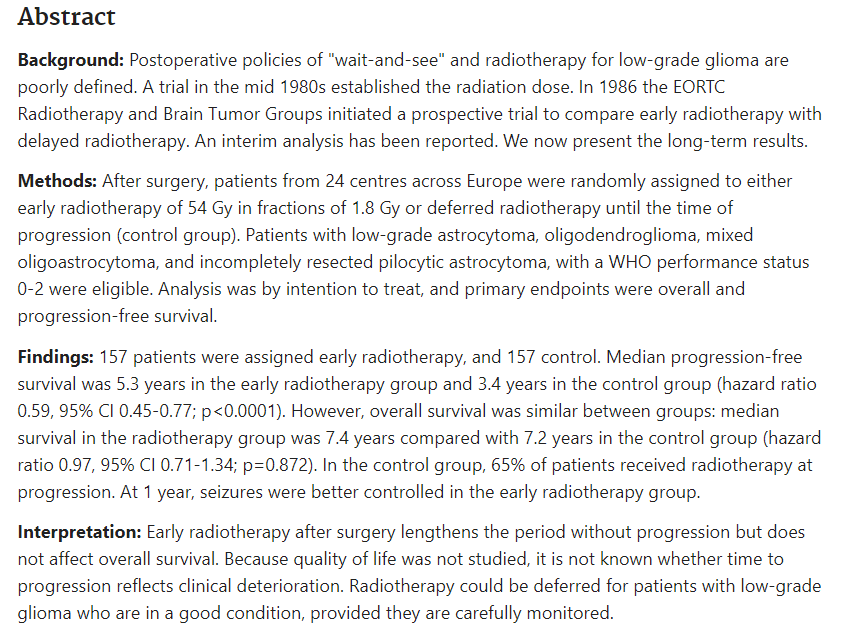 Abstract
Background: Postoperative policies of "wait-and-see" and radiotherapy for low-grade glioma are
poorly defined. A trial in the mid 1980s established the radiation dose. In 1986 the EORTC
Radiotherapy and Brain Tumor Groups initiated a prospective trial to compare early radiotherapy with
delayed radiotherapy. An interim analysis has been reported. We now present the long-term results.
Methods: After surgery, patients from 24 centres across Europe were randomly assigned to either
early radiotherapy of 54 Gy in fractions of 1.8 Gy or deferred radiotherapy until the time of
progression (control group). Patients with low-grade astrocytoma, oligodendroglioma, mixed
oligoastrocytoma, and incompletely resected pilocytic astrocytoma, with a WHO performance status
0-2 were eligible. Analysis was by intention to treat, and primary endpoints were overall and
progression-free survival.
Findings: 157 patients were assigned early radiotherapy, and 157 control. Median progression-free
survival was 5.3 years in the early radiotherapy group and 3.4 years in the control group (hazard ratio
0.59, 95% CI 0.45-0.77; p<0.0001). However, overall survival was similar between groups: median
survival in the radiotherapy group was 7.4 years compared with 7.2 years in the control group (hazard
ratio 0.97, 95% CI 0.71-1.34; p=0.872). In the control group, 65% of patients received radiotherapy at
progression. At 1 year, seizures were better controlled in the early radiotherapy group.
Interpretation: Early radiotherapy after surgery lengthens the period without progression but does
not affect overall survival. Because quality of life was not studied, it is not known whether time to
progression reflects clinical deterioration. Radiotherapy could be deferred for patients with low-grade
glioma who are in a good condition, provided they are carefully monitored.